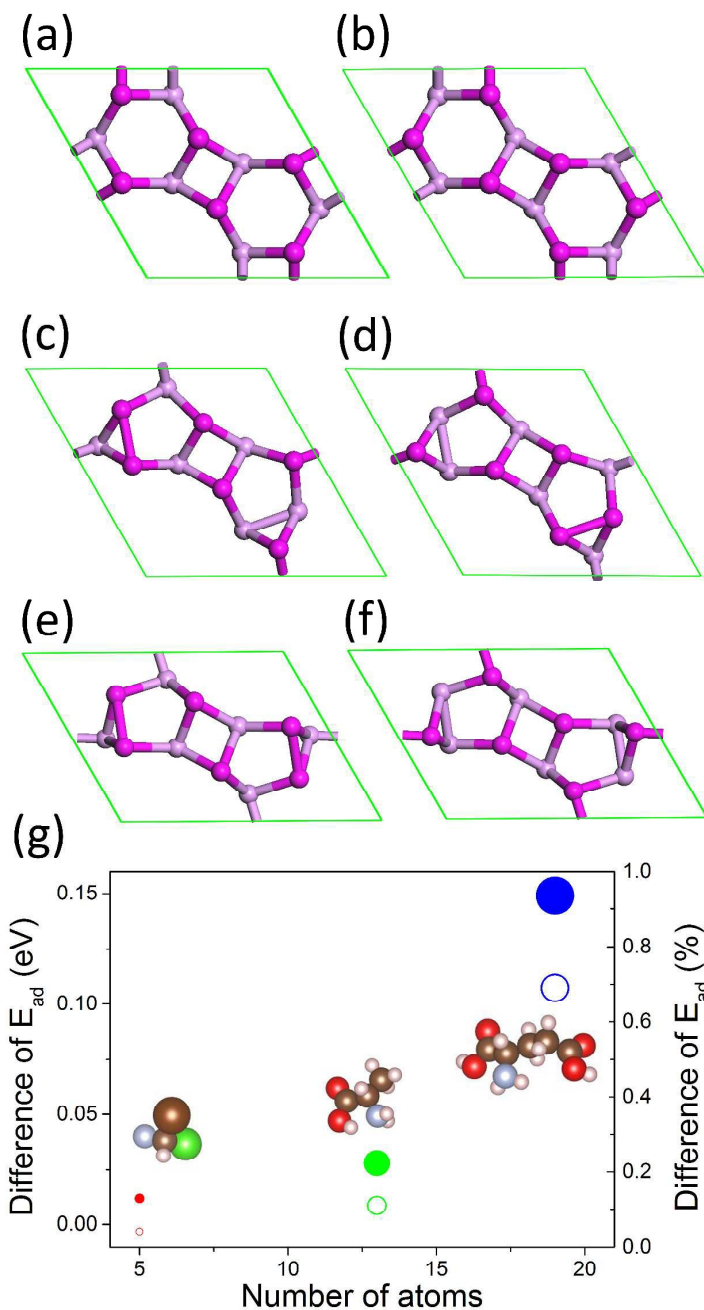 (a) (b)
(c) (d)
(e) (f)
(g)
0.15
0.10
0.05
0.00
Difference of E_ad (eV)
1.0
0.8
0.6
0.4
0.2
0.0
Difference of E_ad (%)
5 10 15 20
Number of atoms